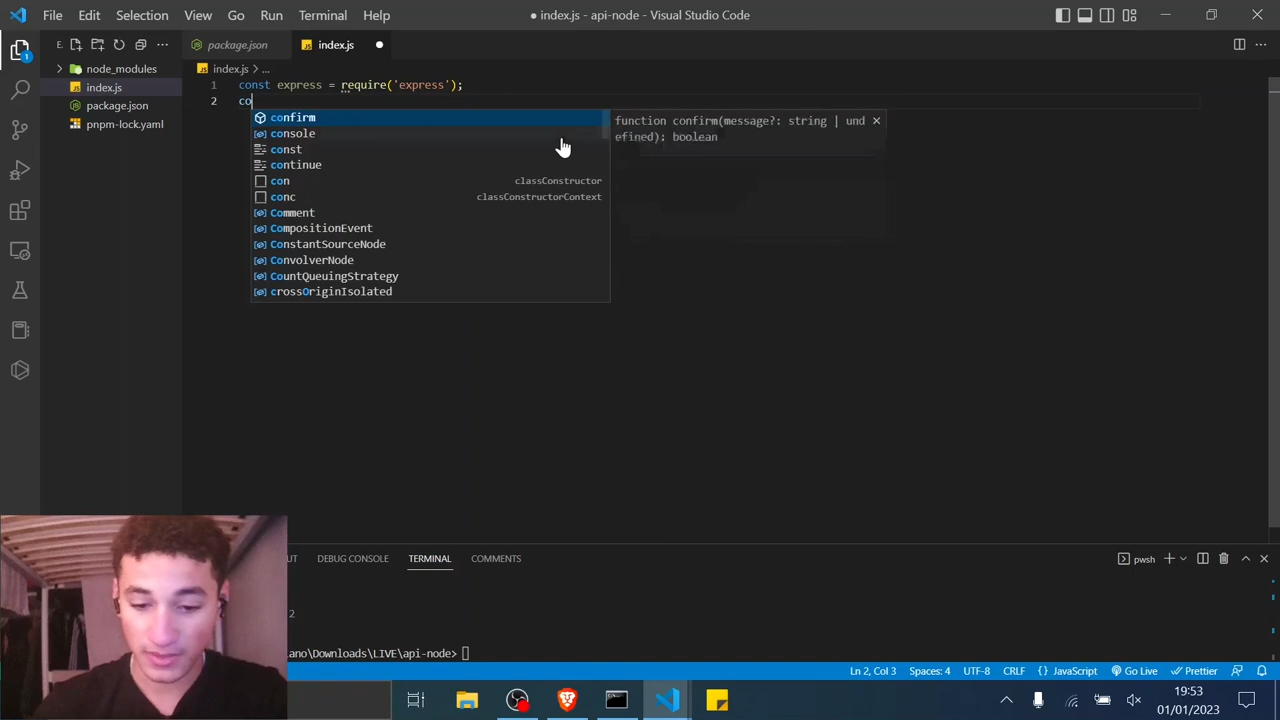 File Edit Selection View Go Run Terminal Help
● index.js - api-node - Visual Studio Code
E.
package.json
index.js ●
node_modules
index.js
package.json
pnpm-lock.yaml
index.js > ...
1 const express = require('express');
2 co
confirm
console
const
continue
con classConstructor
conc classConstructorContext
Comment
CompositionEvent
ConstantSourceNode
ConvolverNode
CountQueuingStrategy
crossOriginIsolated
function confirm(message?: string | und
efined): boolean
1
UT DEBUG CONSOLE TERMINAL COMMENTS
pwsh
2
ano\Downloads\LIVE\api-node>
Ln 2, Col 3 Spaces: 4 UTF-8 CRLF { } JavaScript Go Live Prettier
19:53
01/01/2023